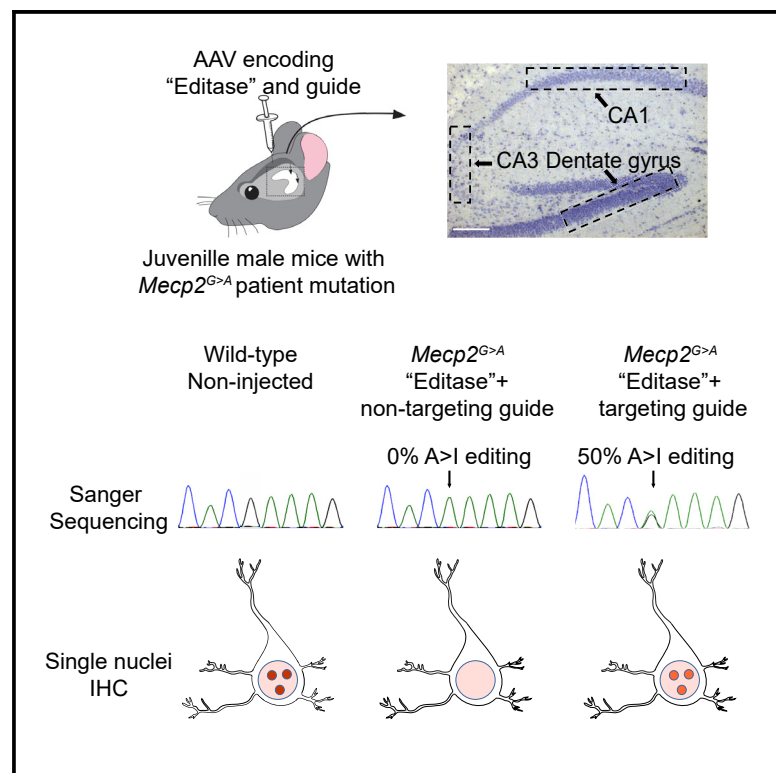 AAV encoding
“Editase” and guide
CA1
CA3 Dentate gyrus
Juvenille male mice with
Mecp2G>A patient mutation
Wild-type
Non-injected
Mecp2G>A
“Editase”+
non-targeting guide
Mecp2G>A
“Editase”+
targeting guide
0% A>I editing
50% A>I editing
Sanger
Sequencing
Single nuclei
IHC